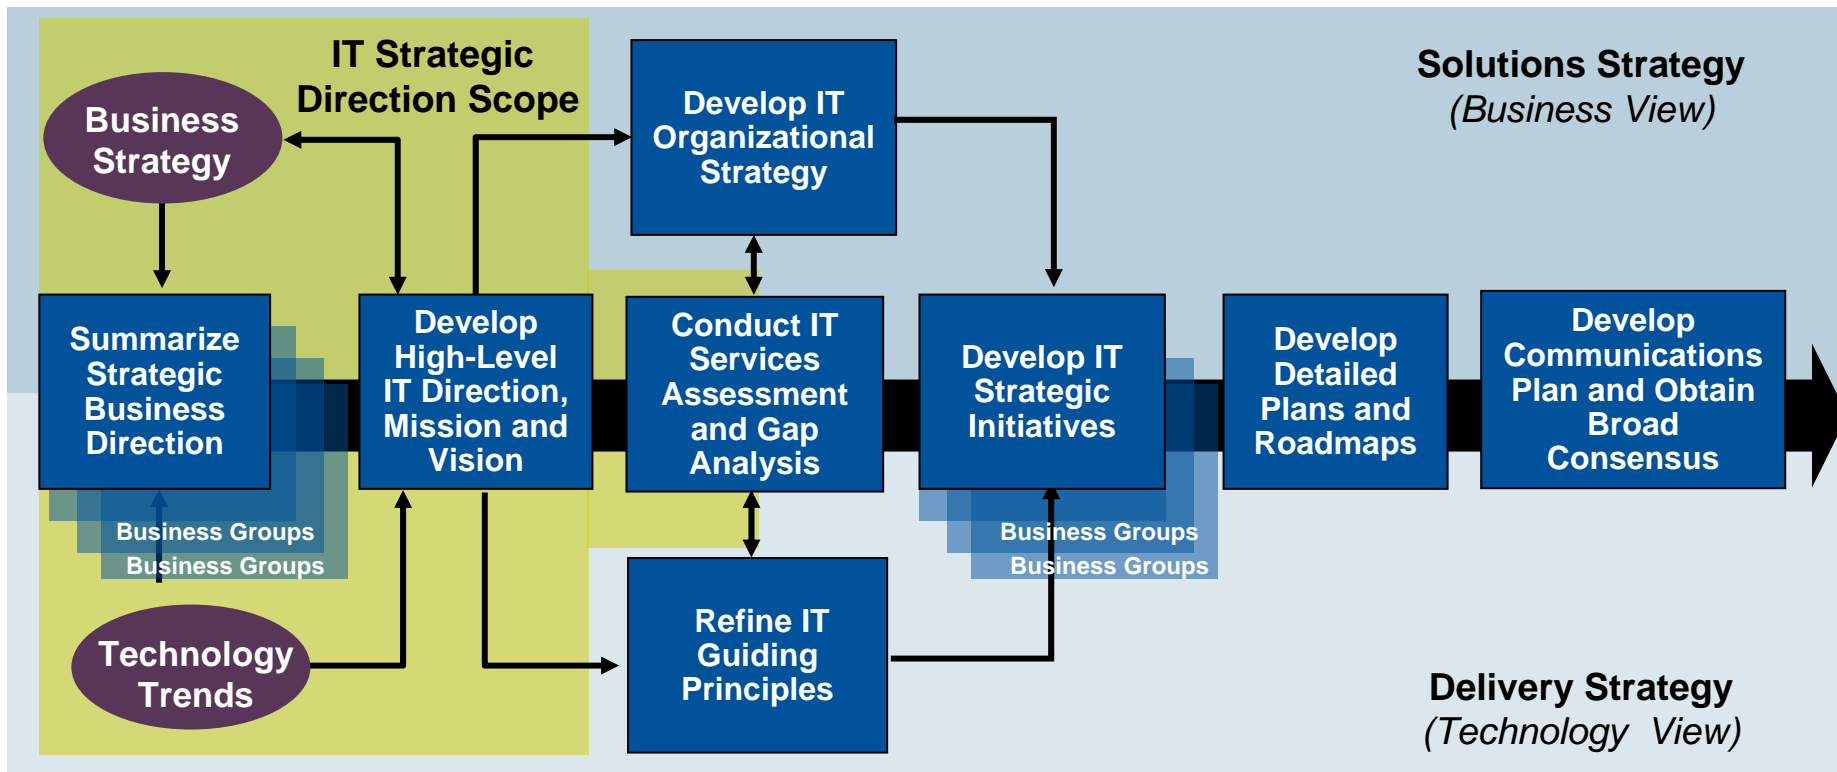 IT Strategic
Direction Scope
Business
Strategy
Develop IT
Organizational
Strategy
Solutions Strategy
(Business View)
Summarize
Strategic
Business
Direction
Business Groups
Business Groups
Develop
High-Level
IT Direction,
Mission and
Vision
Conduct IT
Services
Assessment
and Gap
Analysis
Develop IT
Strategic
Initiatives
Business Groups
Business Groups
Develop
Detailed
Plans and
Roadmaps
Develop
Communications
Plan and Obtain
Broad
Consensus
Technology
Trends
Refine IT
Guiding
Principles
Delivery Strategy
(Technology View)